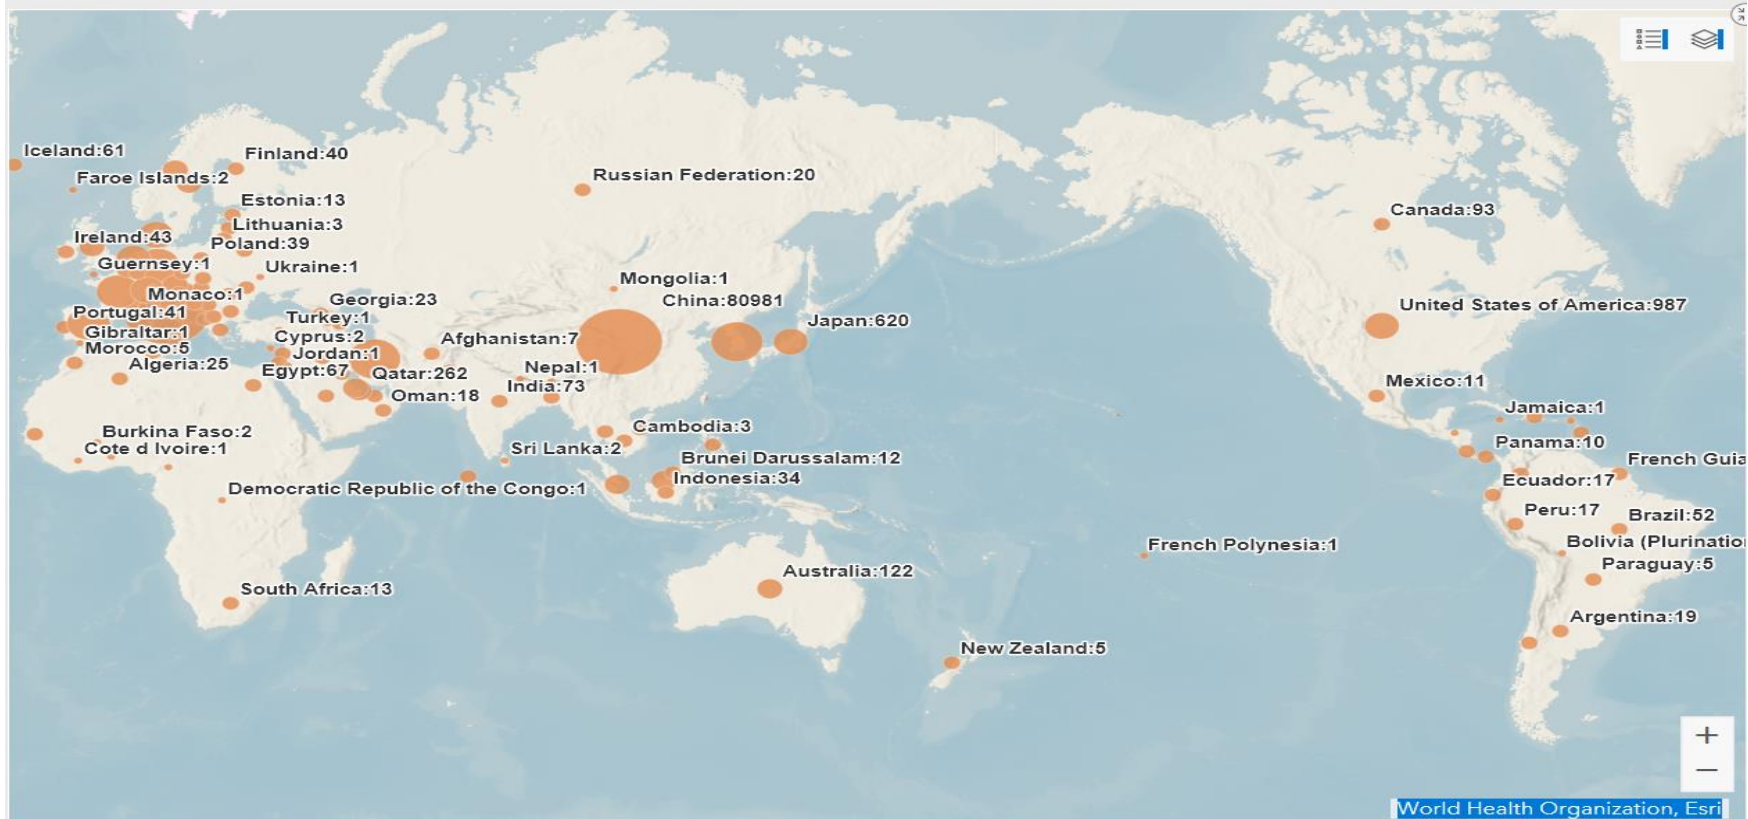 Iceland:61
Finland:40
Faroe Islands:2
Russian Federation:20
Estonia:13
Canada:93
Lithuania:3
Ireland:43
Poland:39
Guernsey:1
Ukraine:1
Mongolia:1
Monaco:1
Georgia:23
China:80981
United States of America:987
Portugal:41
Turkey:1
Japan:620
Gibraltar:1
Cyprus:2
Afghanistan:7
Morocco:5
Jordan:1
Algeria:25
Egypt:67
Qatar:262
Nepal:1
India:73
Mexico:11
Oman:18
Jamaica:1
Burkina Faso:2
Cambodia:3
Cote d Ivoire:1
Sri Lanka:2
Panama:10
Brunei Darussalam:12
French Guia
Indonesia:34
Ecuador:17
Democratic Republic of the Congo:1
Peru:17
Brazil:52
French Polynesia:1
Bolivia (Plurinatio
Paraguay:5
Australia:122
South Africa:13
Argentina:19
New Zealand:5
+
−
World Health Organization, Esri